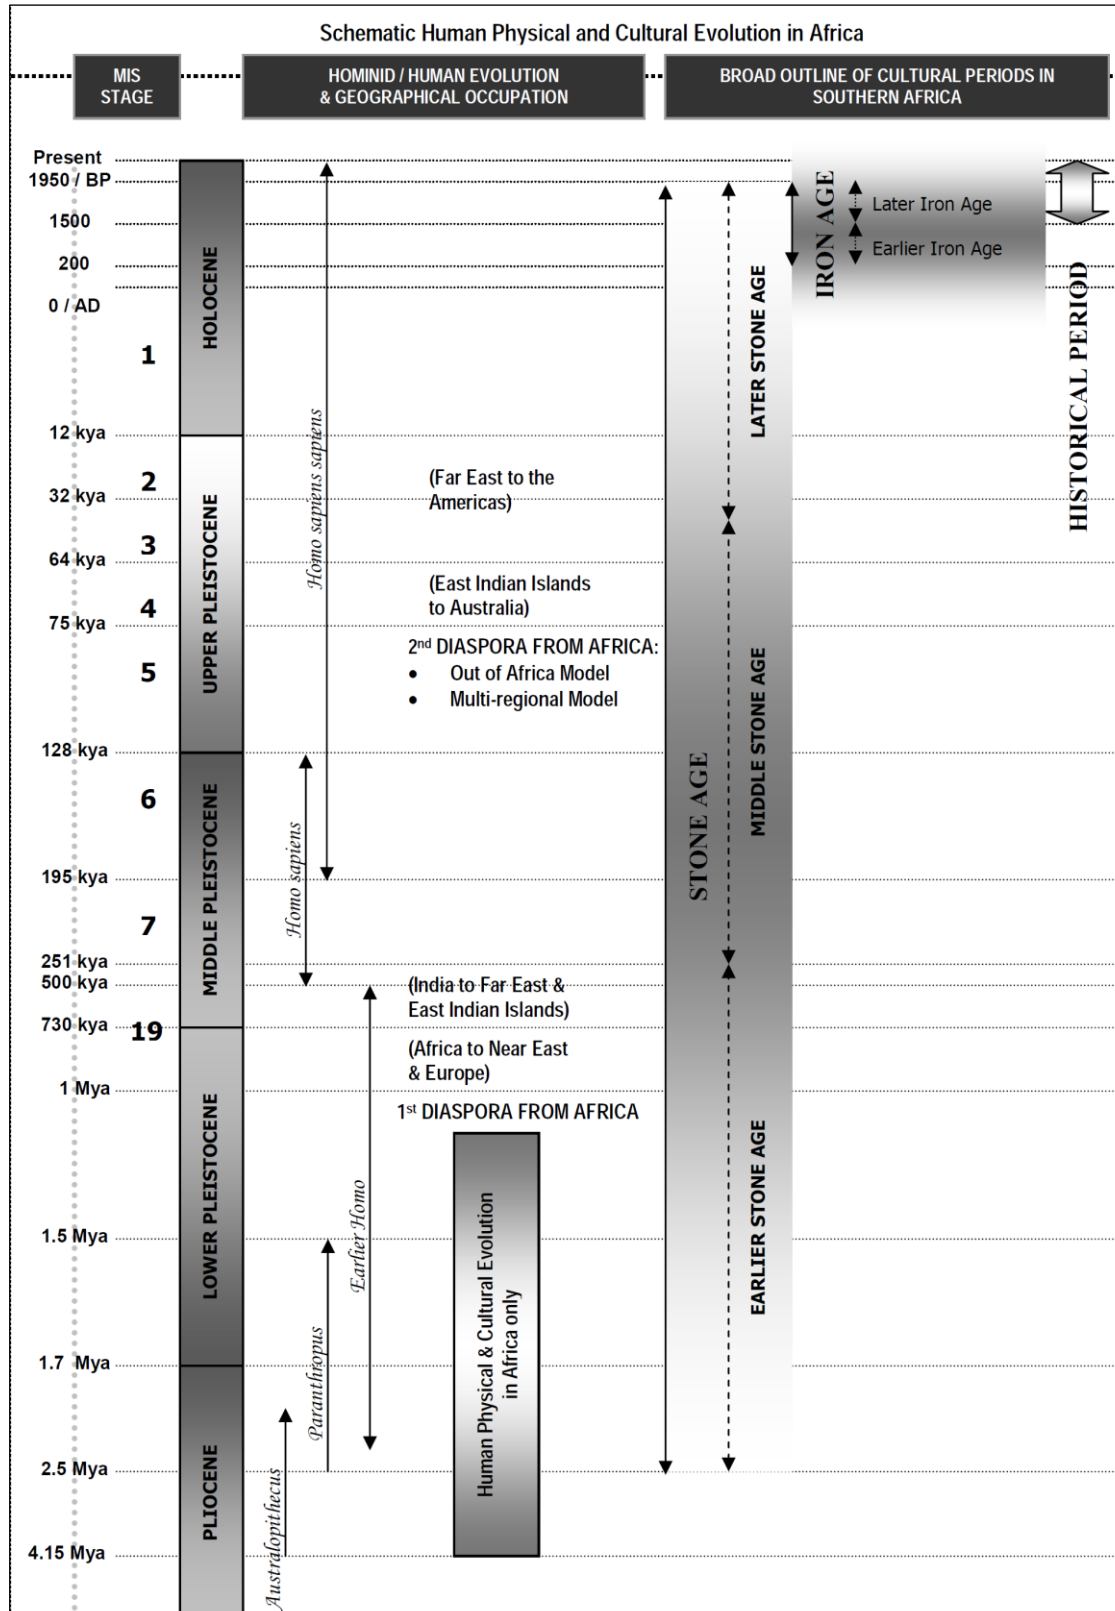 Schematic Human Physical and Cultural Evolution in Africa
MIS
STAGE
HOMINID / HUMAN EVOLUTION
& GEOGRAPHICAL OCCUPATION
BROAD OUTLINE OF CULTURAL PERIODS IN
SOUTHERN AFRICA
Present
1950 / BP
1500
200
0 / AD
12 kya
32 kya
64 kya
75 kya
128 kya
195 kya
251 kya
500 kya
730 kya
1 Mya
1.5 Mya
1.7 Mya
2.5 Mya
4.15 Mya
1
2
3
4
5
6
7
19
HOLOCENE
UPPER PLEISTOCENE
MIDDLE PLEISTOCENE
LOWER PLEISTOCENE
PLIOCENE
Homo sapiens sapiens
Homo sapiens
Earlier Homo
Paranthropus
Australopithecus
(Far East to the
Americas)
(East Indian Islands
to Australia)
2nd DIASPORA FROM AFRICA:
• Out of Africa Model
• Multi-regional Model
(India to Far East &
East Indian Islands)
(Africa to Near East
& Europe)
1st DIASPORA FROM AFRICA
Human Physical & Cultural Evolution
in Africa only
STONE AGE
LATER STONE AGE
MIDDLE STONE AGE
EARLIER STONE AGE
IRON AGE
Later Iron Age
Earlier Iron Age
HISTORICAL PERIOD